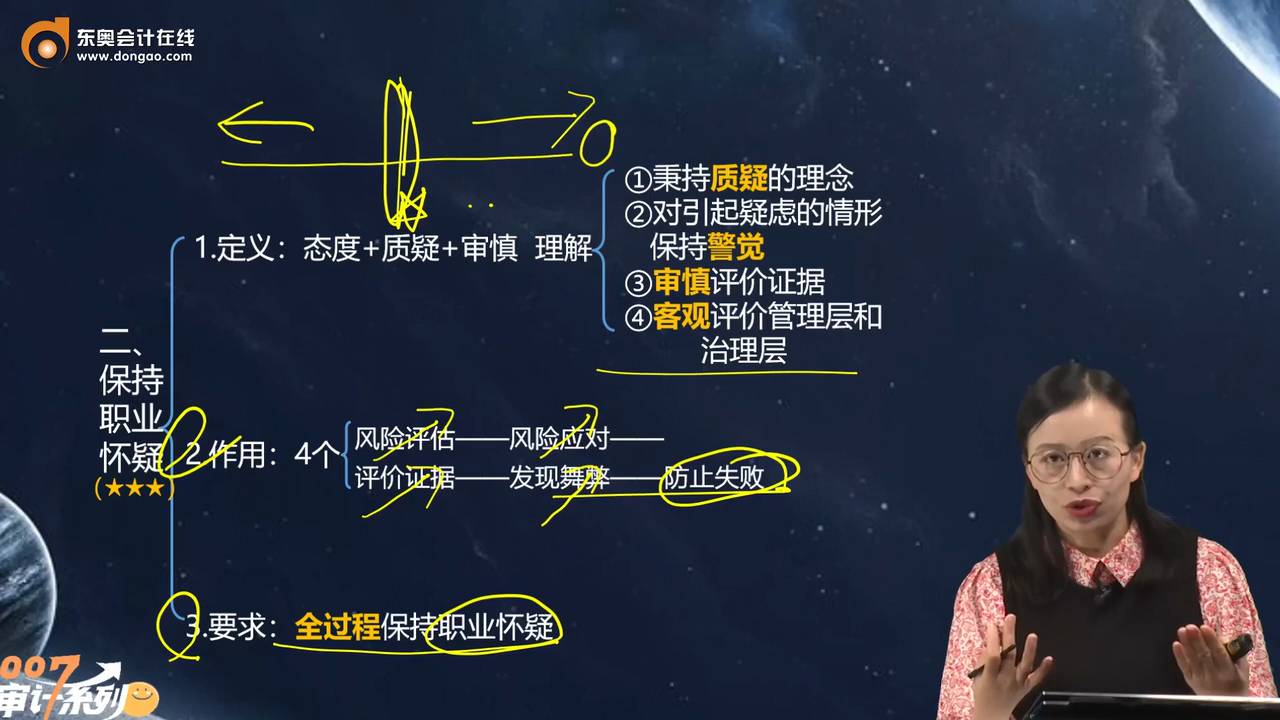 东奥会计在线
www.dongao.com
①秉持质疑的理念
②对引起疑虑的情形
保持警觉
③审慎评价证据
④客观评价管理层和
治理层
1.定义：态度+质疑+审慎 理解
二、
保持
职业
怀疑
(★★★)
2.作用：4个
风险评估——风险应对——
评价证据——发现舞弊——防止失败
3.要求：全过程保持职业怀疑
007
审计系列